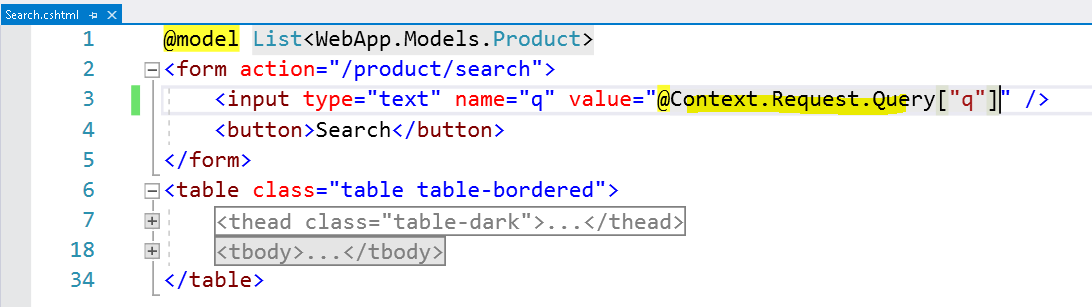 Search.cshtml
1 @model List<WebApp.Models.Product>
2 <form action="/product/search">
3 <input type="text" name="q" value="@Context.Request.Query["q"]" />
4 <button>Search</button>
5 </form>
6 <table class="table table-bordered">
7 <thead class="table-dark">...</thead>
18 <tbody>...</tbody>
34 </table>